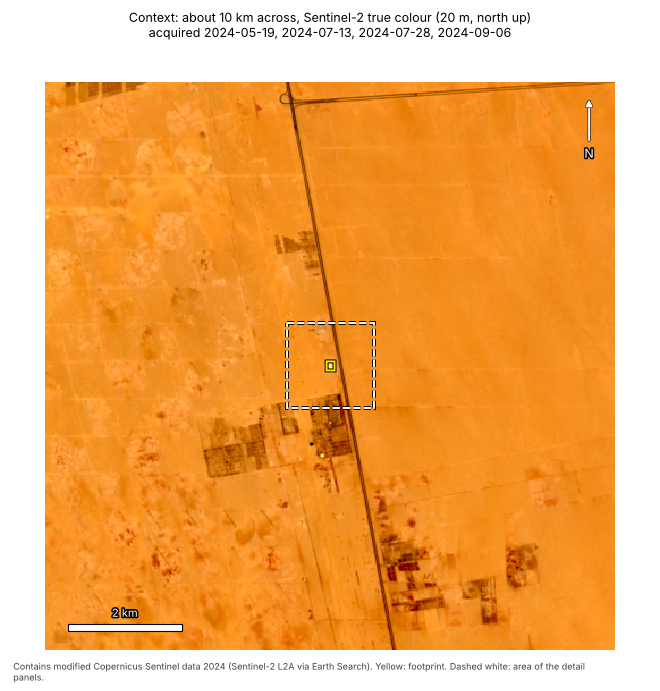 Context: about 10 km across, Sentinel-2 true colour (20 m, north up)
acquired 2024-05-19, 2024-07-13, 2024-07-28, 2024-09-06
N
2 km
Contains modified Copernicus Sentinel data 2024 (Sentinel-2 L2A via Earth Search). Yellow: footprint. Dashed white: area of the detail
panels.